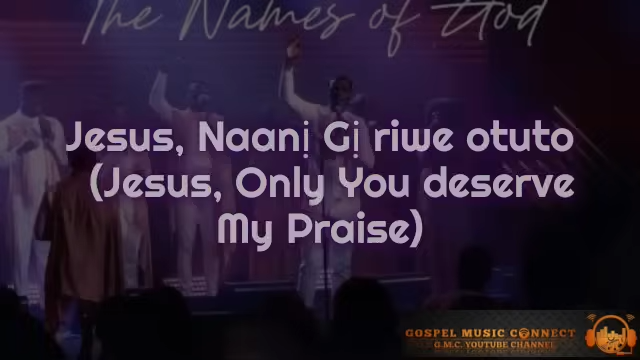 The Names of God
Jesus, Naanị Gị riwe otuto
(Jesus, Only You deserve
My Praise)
GOSPEL MUSIC CONNECT
G.M.C. YOUTUBE CHANNEL